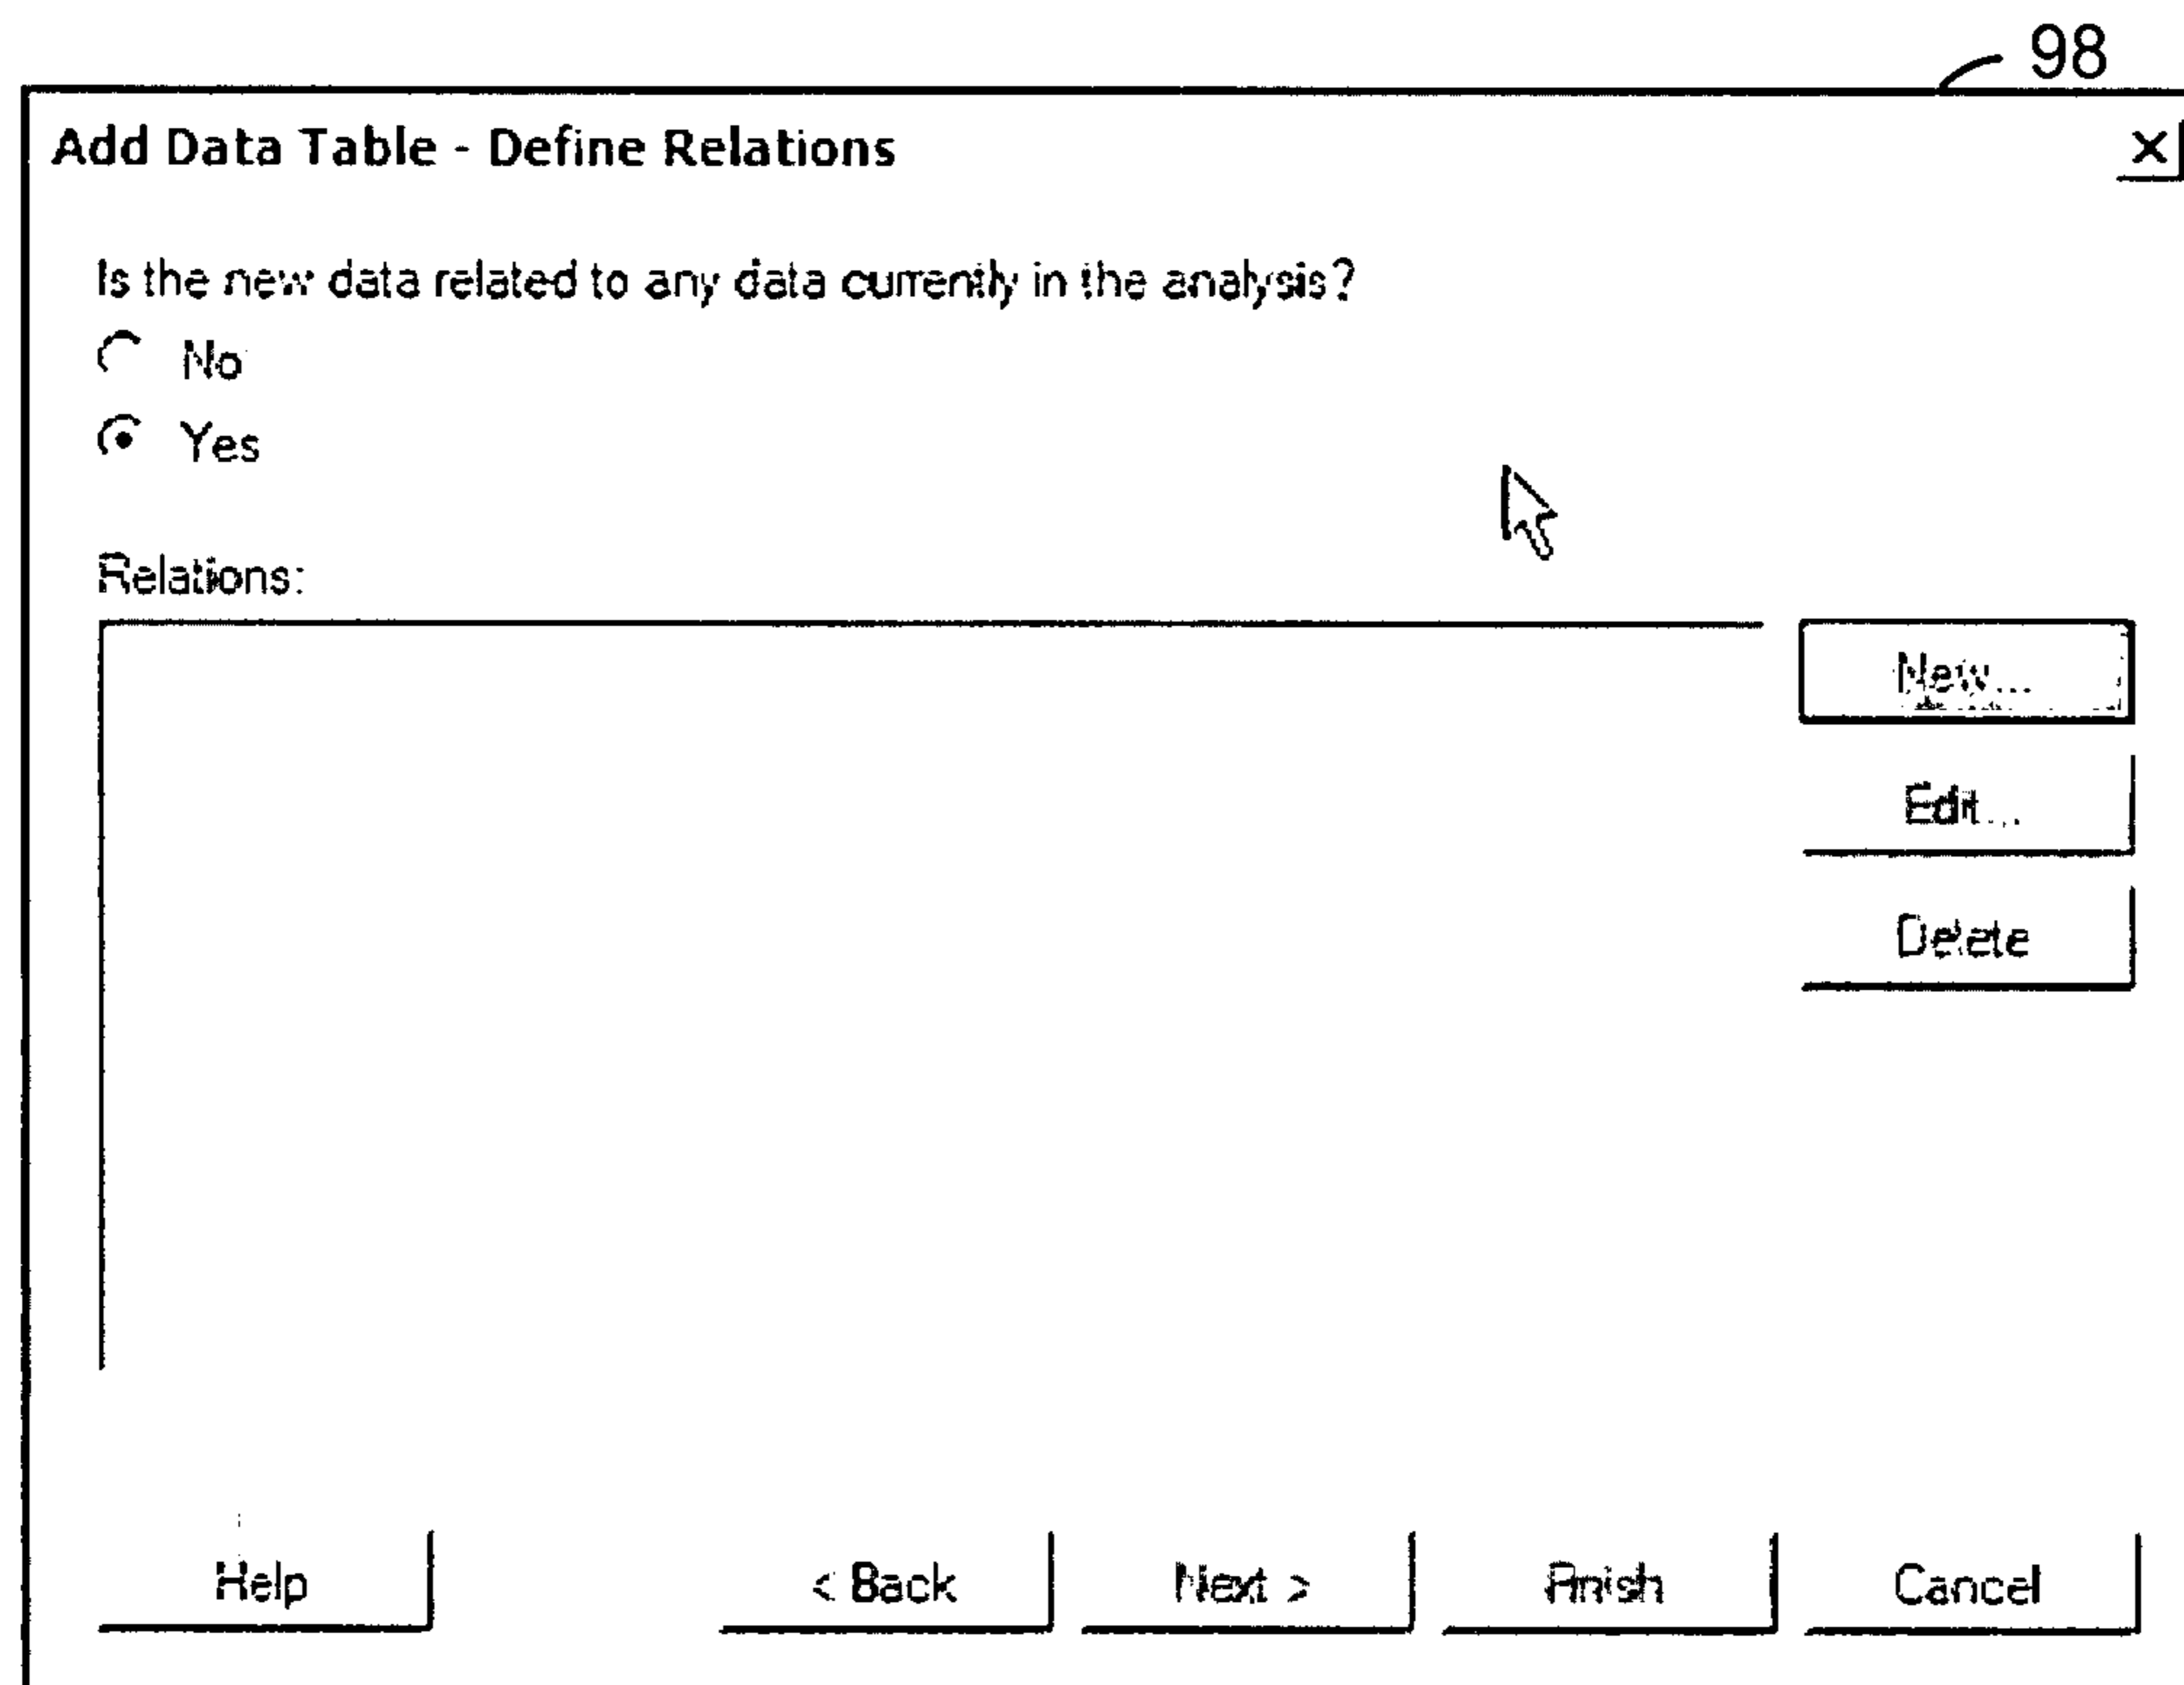 98
Add Data Table - Define Relations
Is the new data related to any data currently in the analysis?
No
Yes
Relations:
New...
Edit...
Delete
Help
< Back
Next >
Finish
Cancel